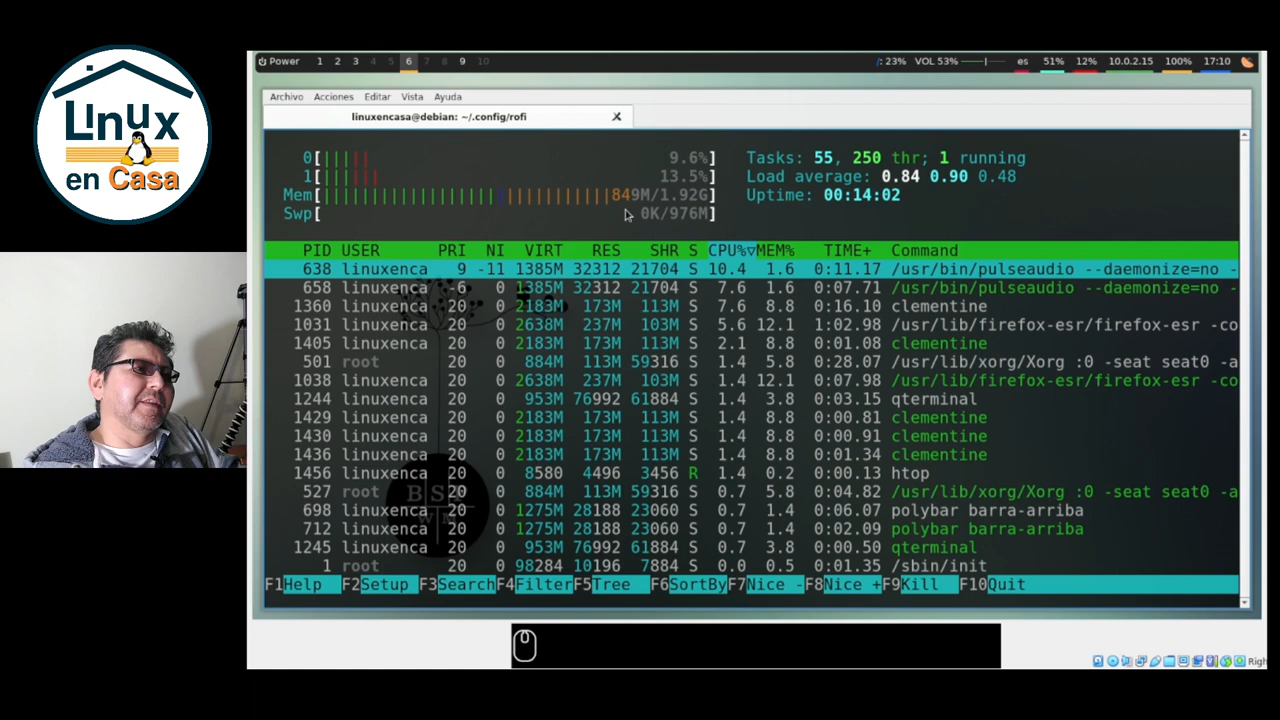 Linux
en Casa
Power 1 2 3 4 5 6 7 8 9 10 /: 23% VOL 53% es 51% 12% 10.0.2.15 100% 17:10
Archivo Acciones Editar Vista Ayuda
linuxencasa@debian: ~/.config/rofi X
0[||||| 9.6%] Tasks: 55, 250 thr; 1 running
1[|||||| 13.5%] Load average: 0.84 0.90 0.48
Mem[||||||||||||||||||||||||||||||||849M/1.92G] Uptime: 00:14:02
Swp[ 0K/976M]
PID USER PRI NI VIRT RES SHR S CPU%▽MEM% TIME+ Command
638 linuxenca 9 -11 1385M 32312 21704 S 10.4 1.6 0:11.17 /usr/bin/pulseaudio --daemonize=no -
658 linuxenca -6 0 1385M 32312 21704 S 7.6 1.6 0:07.71 /usr/bin/pulseaudio --daemonize=no -
1360 linuxenca 20 0 2183M 173M 113M S 7.6 8.8 0:16.10 clementine
1031 linuxenca 20 0 2638M 237M 103M S 5.6 12.1 1:02.98 /usr/lib/firefox-esr/firefox-esr -co
1405 linuxenca 20 0 2183M 173M 113M S 2.1 8.8 0:01.08 clementine
501 root 20 0 884M 113M 59316 S 1.4 5.8 0:28.07 /usr/lib/xorg/Xorg :0 -seat seat0 -a
1038 linuxenca 20 0 2638M 237M 103M S 1.4 12.1 0:07.98 /usr/lib/firefox-esr/firefox-esr -co
1244 linuxenca 20 0 953M 76992 61884 S 1.4 3.8 0:03.15 qterminal
1429 linuxenca 20 0 2183M 173M 113M S 1.4 8.8 0:00.81 clementine
1430 linuxenca 20 0 2183M 173M 113M S 1.4 8.8 0:00.91 clementine
1436 linuxenca 20 0 2183M 173M 113M S 1.4 8.8 0:01.34 clementine
1456 linuxenca 20 0 8580 4496 3456 R 1.4 0.2 0:00.13 htop
527 root 20 0 884M 113M 59316 S 0.7 5.8 0:04.82 /usr/lib/xorg/Xorg :0 -seat seat0 -a
698 linuxenca 20 0 1275M 28188 23060 S 0.7 1.4 0:06.07 polybar barra-arriba
712 linuxenca 20 0 1275M 28188 23060 S 0.7 1.4 0:02.09 polybar barra-arriba
1245 linuxenca 20 0 953M 76992 61884 S 0.7 3.8 0:00.50 qterminal
1 root 20 0 98284 10196 7884 S 0.0 0.5 0:01.35 /sbin/init
F1Help F2Setup F3Search F4Filter F5Tree F6SortBy F7Nice - F8Nice + F9Kill F10Quit
Righ